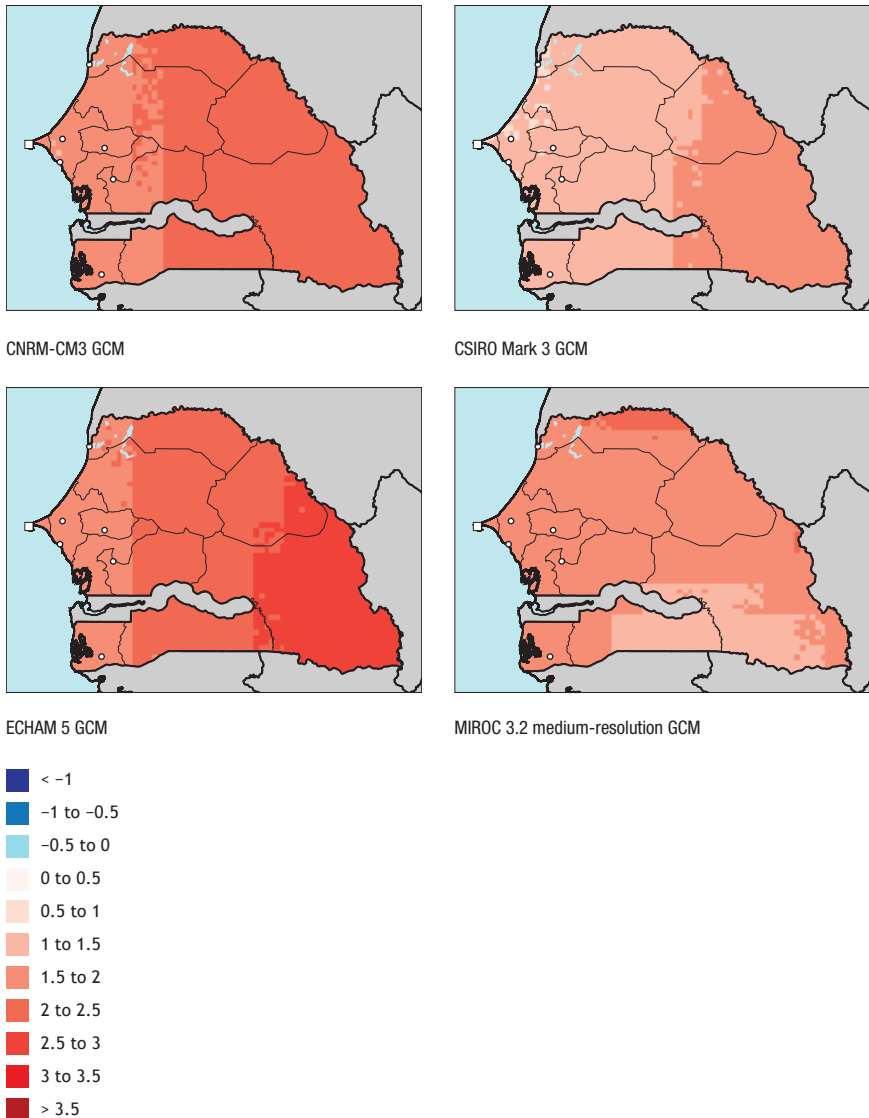 CNRM-CM3 GCM
CSIRO Mark 3 GCM
ECHAM 5 GCM
MIROC 3.2 medium-resolution GCM
< −1
−1 to −0.5
−0.5 to 0
0 to 0.5
0.5 to 1
1 to 1.5
1.5 to 2
2 to 2.5
2.5 to 3
3 to 3.5
> 3.5